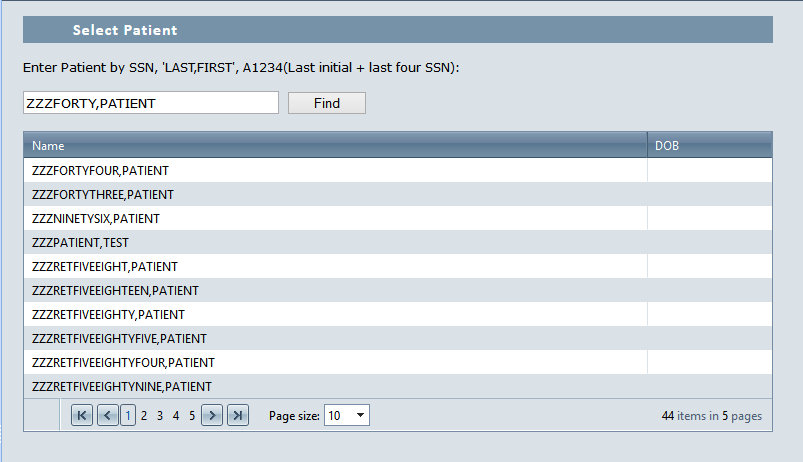 Select Patient
Enter Patient by SSN, 'LAST,FIRST', A1234(Last initial + last four SSN):
ZZZFORTY,PATIENT Find
Name DOB
ZZZFORTYFOUR,PATIENT
ZZZFORTYTHREE,PATIENT
ZZZNINETYSIX,PATIENT
ZZZPATIENT,TEST
ZZZRETFIVEEIGHT,PATIENT
ZZZRETFIVEEIGHTEEN,PATIENT
ZZZRETFIVEEIGHTY,PATIENT
ZZZRETFIVEEIGHTYFIVE,PATIENT
ZZZRETFIVEEIGHTYFOUR,PATIENT
ZZZRETFIVEEIGHTYNINE,PATIENT
1 2 3 4 5 Page size: 10 44 items in 5 pages